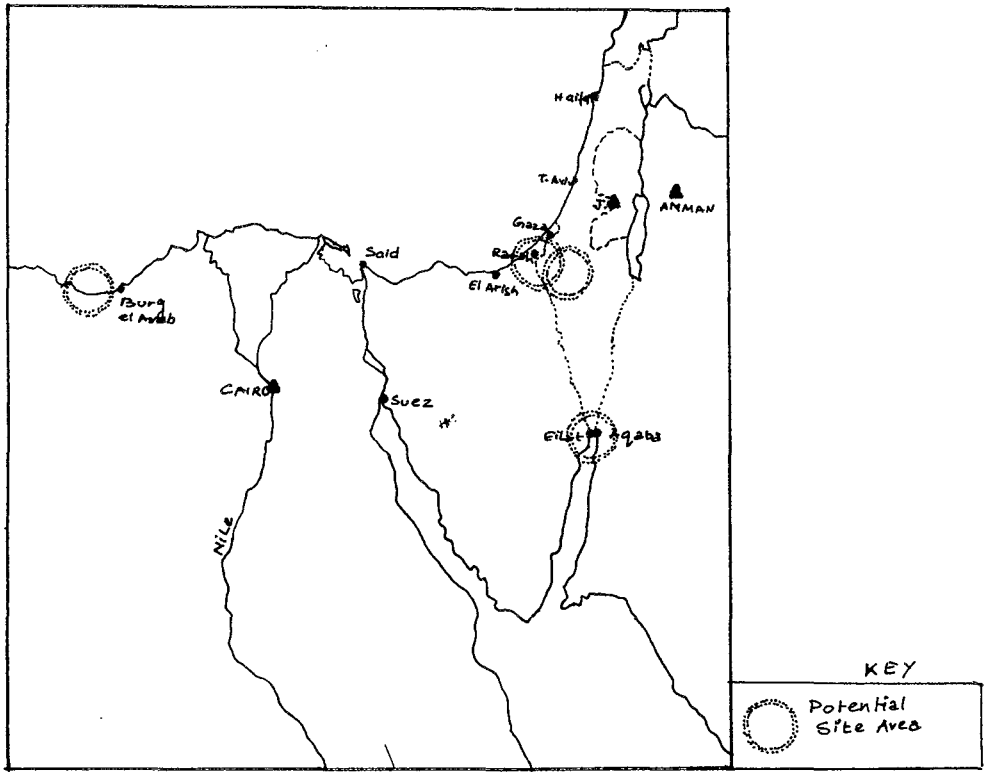 Haifa
T. Aviv
J.
AMMAN
Gaza
Rafah
El Arish
Said
Burg
el Arab
CAIRO
Suez
Eilat
Aqaba
Nile
KEY
Potential
Site Area